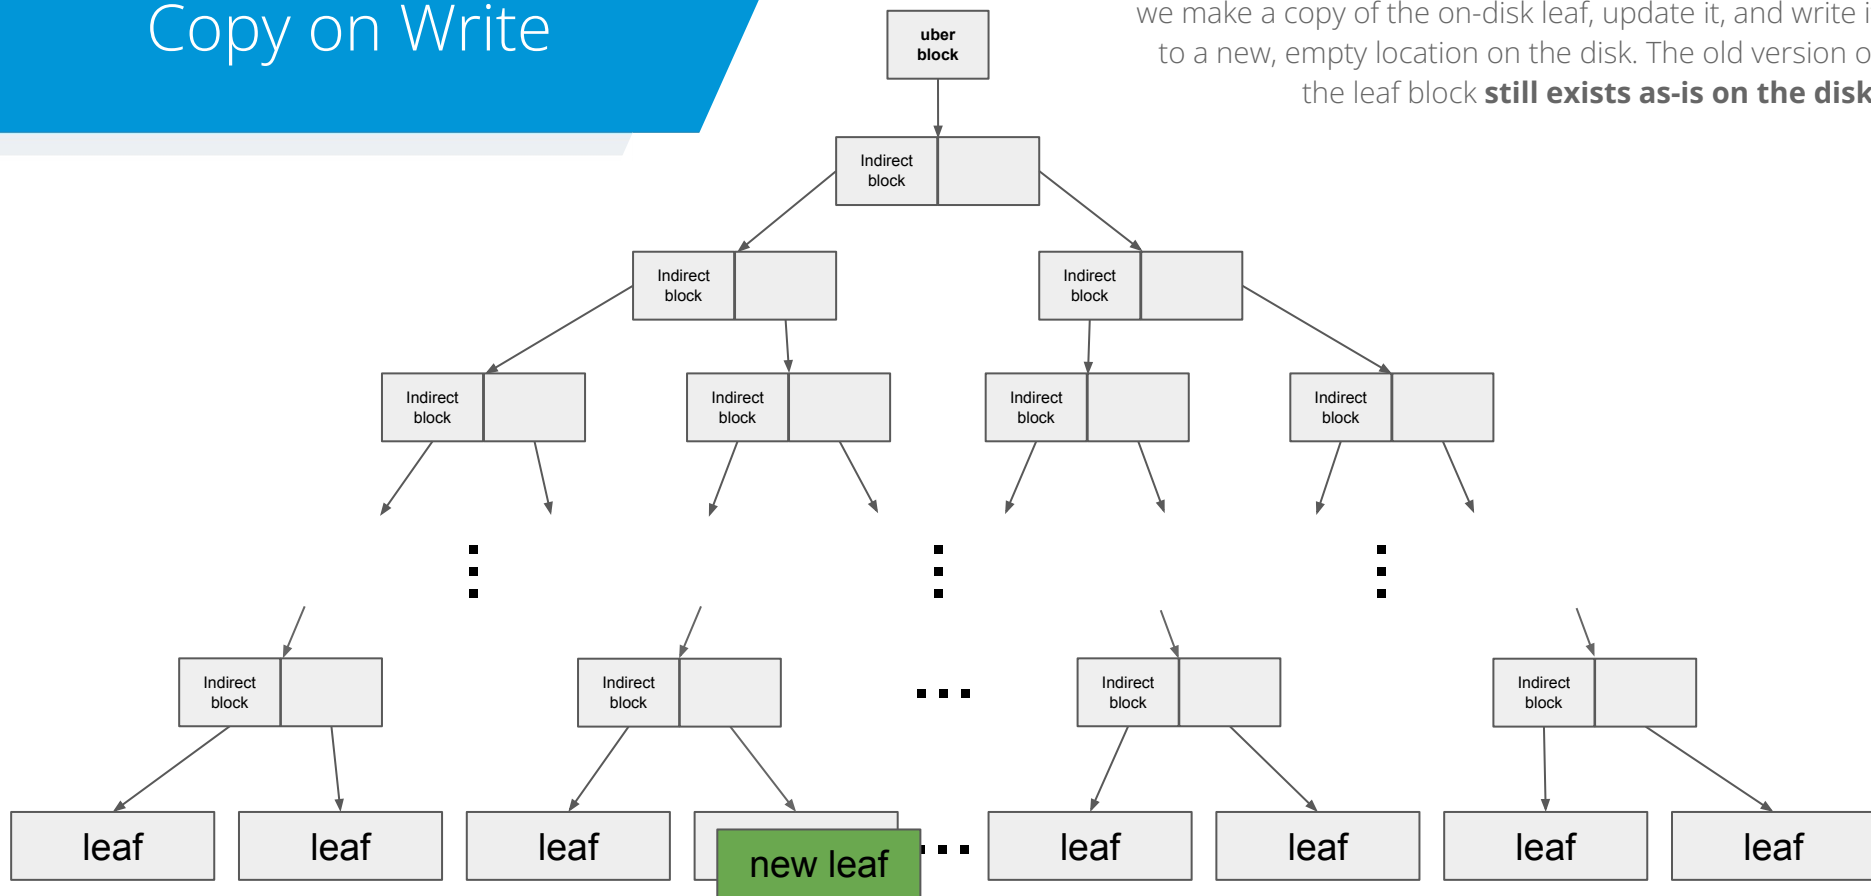 Copy on Write
we make a copy of the on-disk leaf, update it, and write
to a new, empty location on the disk. The old version
the leaf block still exists as-is on the disk
uber
block
Indirect
block
Indirect
block
Indirect
block
Indirect
block
Indirect
block
Indirect
block
Indirect
block
Indirect
block
Indirect
block
Indirect
block
Indirect
block
leaf
leaf
leaf
new leaf
leaf
leaf
leaf
leaf